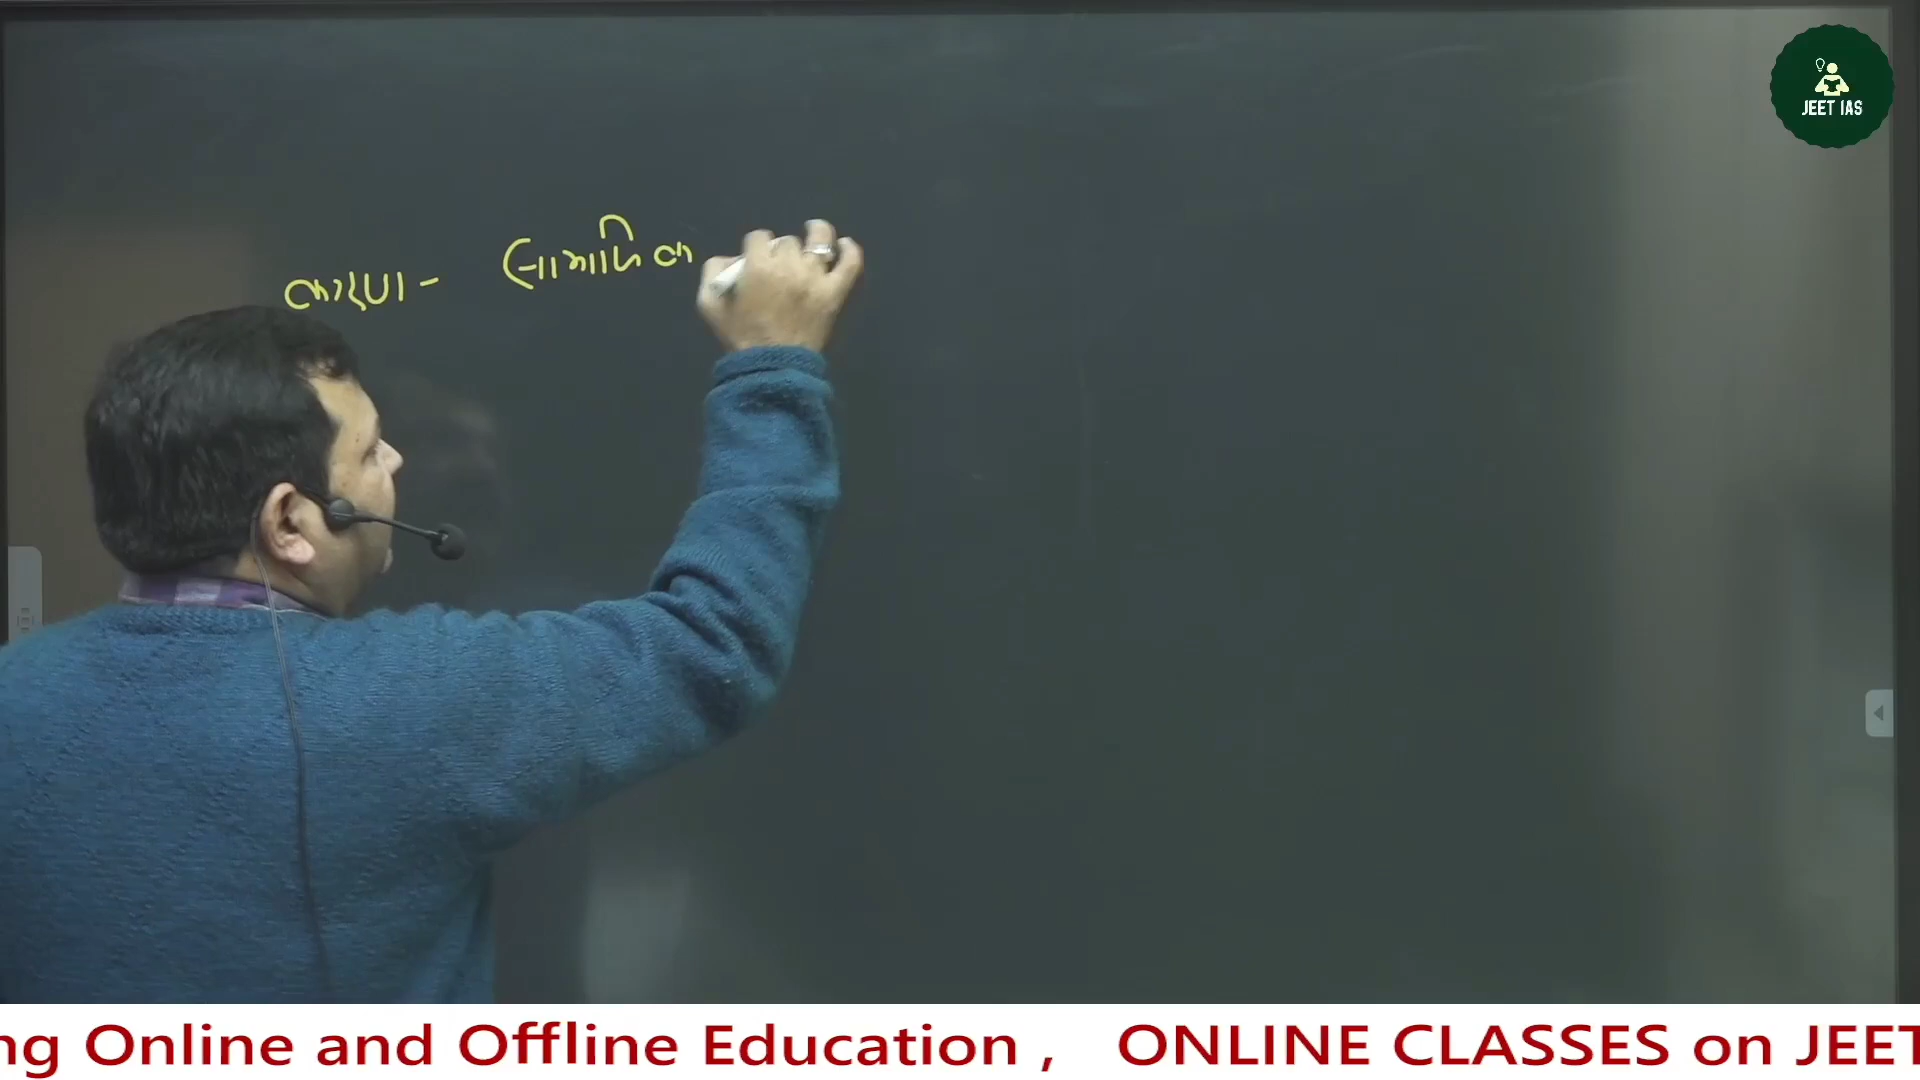 JEET IAS
कारण - सामाजिक
ng Online and Offline Education , ONLINE CLASSES on JEET